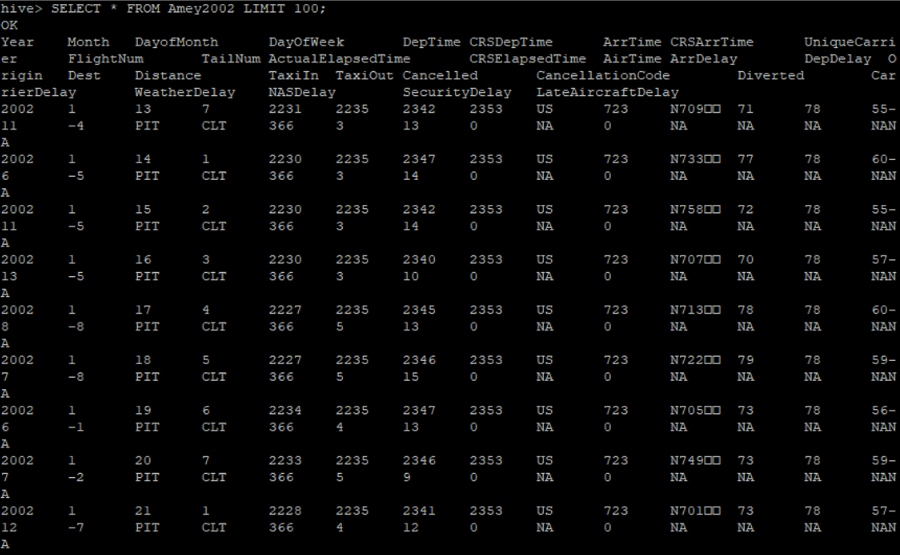 hive> SELECT * FROM Amey2002 LIMIT 100;
OK
Year Month DayofMonth DayOfWeek DepTime CRSDepTime ArrTime CRSArrTime UniqueCarri
er FlightNum TailNum ActualElapsedTime CRSElapsedTime AirTime ArrDelay DepDelay O
rigin Dest Distance TaxiIn TaxiOut Cancelled CancellationCode Diverted Car
rierDelay WeatherDelay NASDelay SecurityDelay LateAircraftDelay
2002 1 13 7 2231 2235 2342 2353 US 723 N709□□ 71 78 55-
11 -4 PIT CLT 366 3 13 0 NA 0 NA NA NA NAN
A
2002 1 14 1 2230 2235 2347 2353 US 723 N733□□ 77 78 60-
6 -5 PIT CLT 366 3 14 0 NA 0 NA NA NA NAN
A
2002 1 15 2 2230 2235 2342 2353 US 723 N758□□ 72 78 55-
11 -5 PIT CLT 366 3 14 0 NA 0 NA NA NA NAN
A
2002 1 16 3 2230 2235 2340 2353 US 723 N707□□ 70 78 57-
13 -5 PIT CLT 366 3 10 0 NA 0 NA NA NA NAN
A
2002 1 17 4 2227 2235 2345 2353 US 723 N713□□ 78 78 60-
8 -8 PIT CLT 366 5 13 0 NA 0 NA NA NA NAN
A
2002 1 18 5 2227 2235 2346 2353 US 723 N722□□ 79 78 59-
7 -8 PIT CLT 366 5 15 0 NA 0 NA NA NA NAN
A
2002 1 19 6 2234 2235 2347 2353 US 723 N705□□ 73 78 56-
6 -1 PIT CLT 366 4 13 0 NA 0 NA NA NA NAN
A
2002 1 20 7 2233 2235 2346 2353 US 723 N749□□ 73 78 59-
7 -2 PIT CLT 366 5 9 0 NA 0 NA NA NA NAN
A
2002 1 21 1 2228 2235 2341 2353 US 723 N701□□ 73 78 57-
12 -7 PIT CLT 366 4 12 0 NA 0 NA NA NA NAN
A